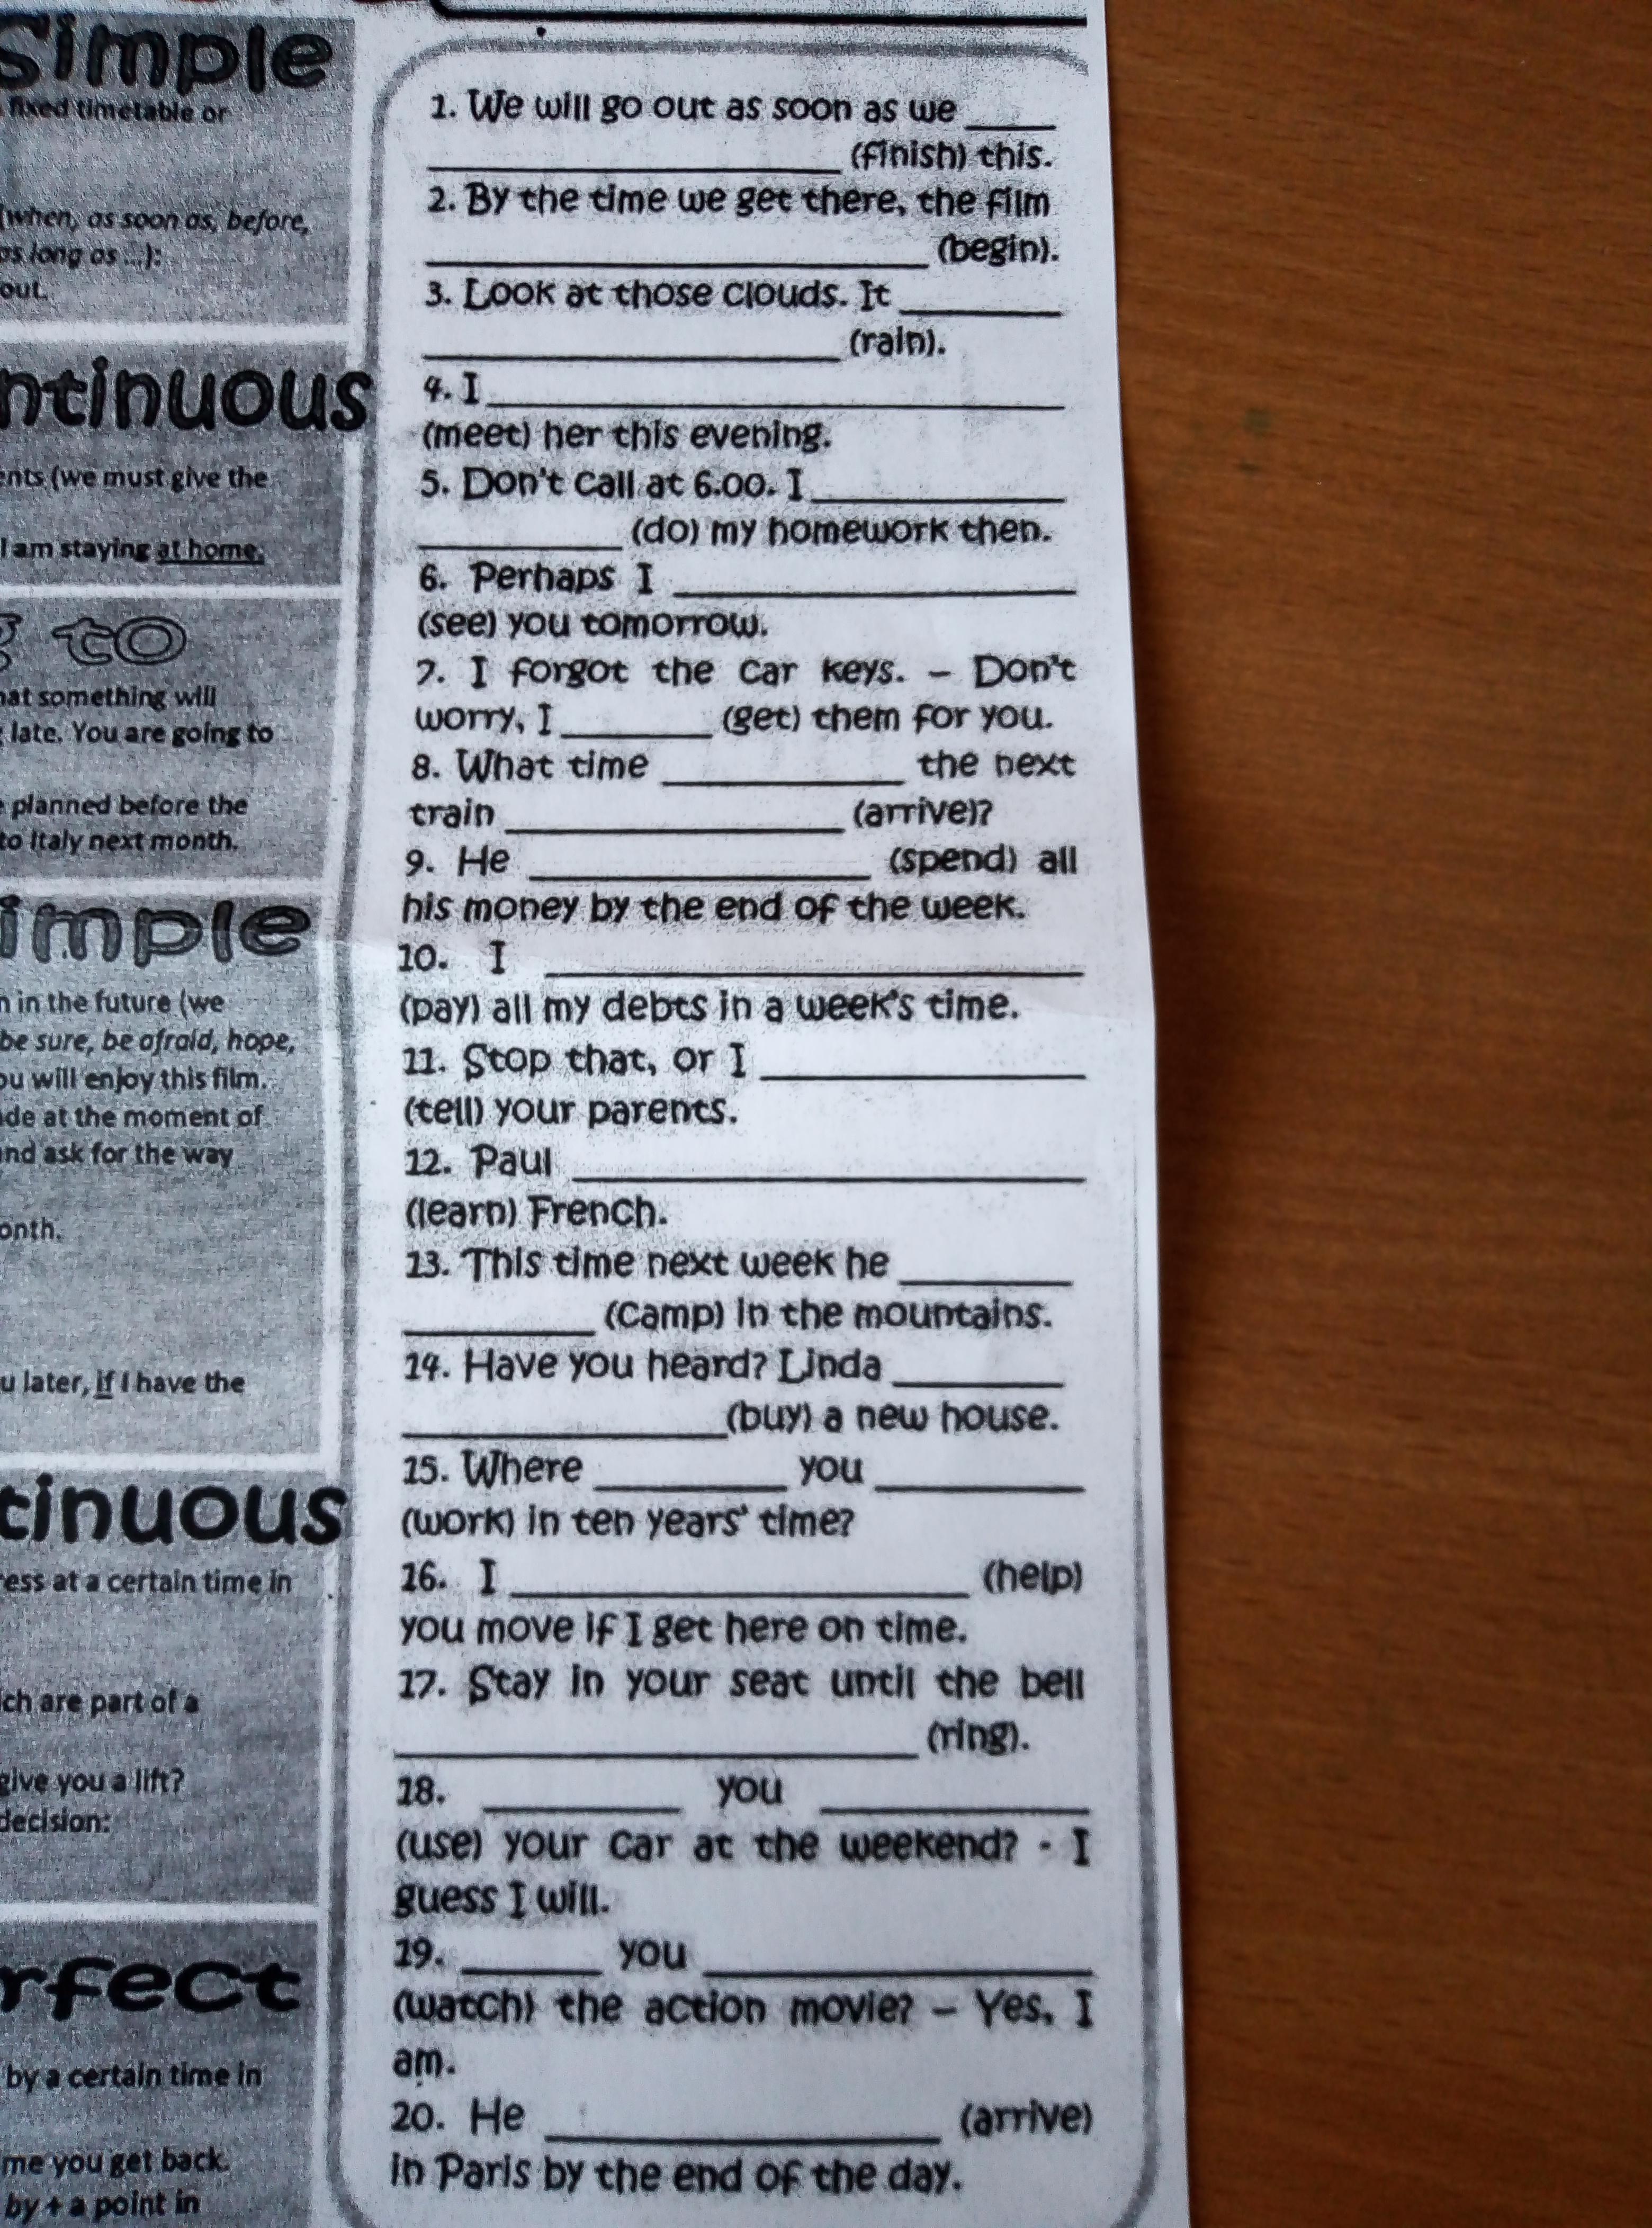 Simple
fixed timetable or
(when, as soon as, before,
as long as ...):
out.
ntinuous
ents (we must give the
I am staying at home.
g to
hat something will
late. You are going to
planned before the
to Italy next month.
imple
n in the future (we
be sure, be afraid, hope,
ou will enjoy this film.
de at the moment of
nd ask for the way
onth.
u later, if I have the
tinuous
ess at a certain time in
ich are part of a
give you a lift?
decision:
rfect
by a certain time in
me you get back.
by + a point in
1. We will go out as soon as we ____
____ (finish) this.
2. By the time we get there, the film
____ (begin).
3. Look at those clouds. It ____
____ (rain).
4. I ____
(meet) her this evening.
5. Don't call at 6.00. I ____
____ (do) my homework then.
6. Perhaps I ____
(see) you tomorrow.
7. I forgot the car keys. – Don't
worry, I ____ (get) them for you.
8. What time ____ the next
train ____ (arrive)?
9. He ____ (spend) all
his money by the end of the week.
10. I ____
(pay) all my debts in a week's time.
11. Stop that, or I ____
(tell) your parents.
12. Paul ____
(learn) French.
13. This time next week he ____
____ (camp) in the mountains.
14. Have you heard? Linda ____
____ (buy) a new house.
15. Where ____ you ____
(work) in ten years' time?
16. I ____ (help)
you move if I get here on time.
17. Stay in your seat until the bell
____ (ring).
18. ____ you ____
(use) your car at the weekend? - I
guess I will.
19. ____ you ____
(watch) the action movie? – Yes, I
am.
20. He ____ (arrive)
in Paris by the end of the day.